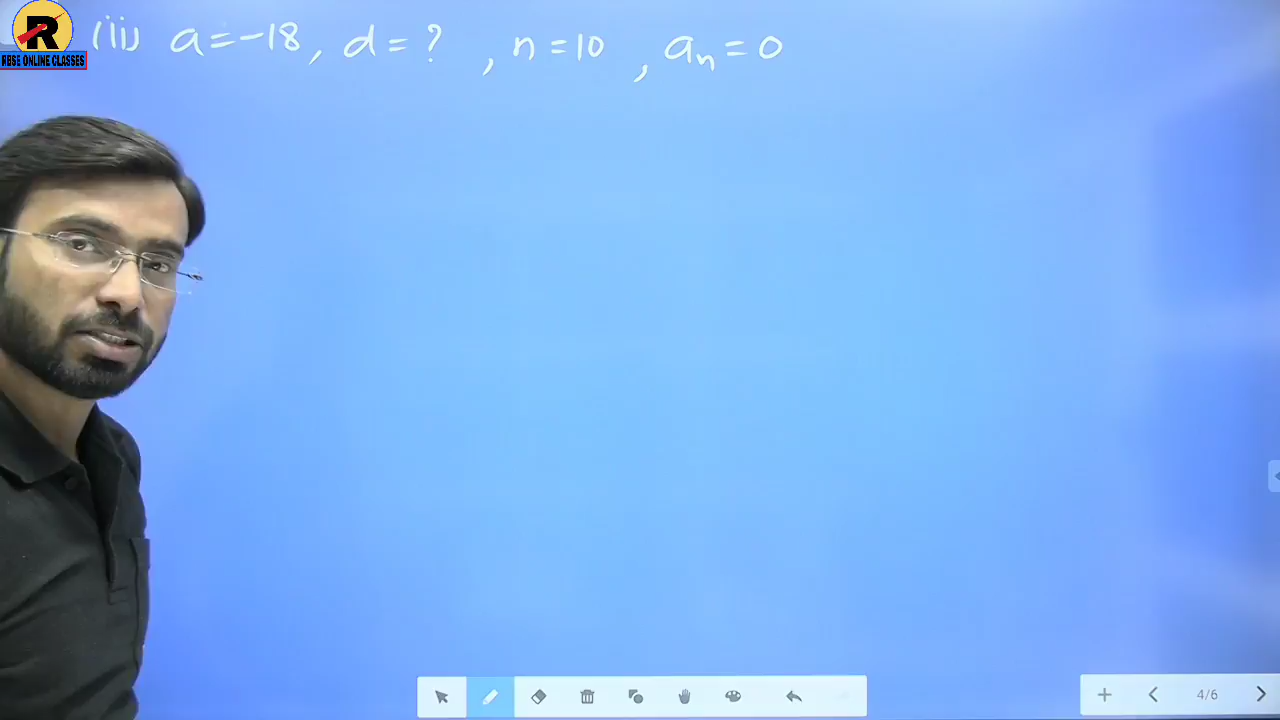 (ii) a=-18, d = ?, n=10, aₙ=0
R
RBSE ONLINE CLASSES
4/6